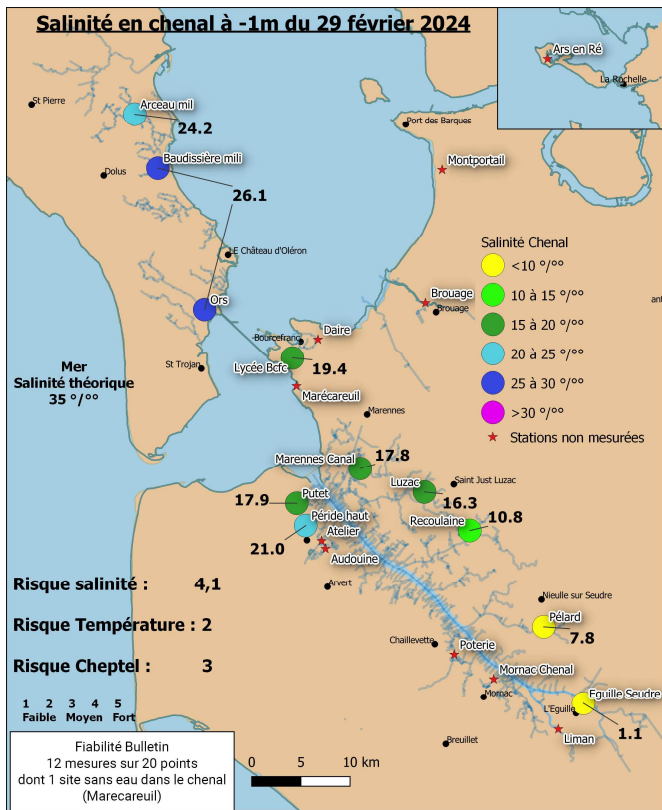 Salinité en chenal à -1m du 29 février 2024
Ars en Ré
La Rochelle
St Pierre
Arceau mil
24.2
Port des Barques
Baudissière mili
Dolus
Montportail
26.1
Salinité Chenal
<10 °/°°
10 à 15 °/°°
15 à 20 °/°°
20 à 25 °/°°
25 à 30 °/°°
>30 °/°°
Stations non mesurées
LE Château d'Oléron
Ors
Brouage
Brouage
ant
Bourcefranc
Daire
Lycée Bcfc
19.4
Mer
Salinité théorique
35 °/°°
St Trojan
Marécareuil
Marennes
Marennes Canal
17.8
Luzac
Saint Just Luzac
16.3
17.9
Putet
Recoulaine
10.8
Péride haut
21.0
Atelier
Audouine
Arvert
Risque salinité : 4,1
Risque Température : 2
Risque Cheptel : 3
1 2 3 4 5
Faible Moyen Fort
Nieulle sur Seudre
Pélard
7.8
Chaillevette
Poterie
Mornac Chenal
Mornac
Eguille Seudre
L'Eguille
1.1
Liman
Breuillet
Fiabilité Bulletin
12 mesures sur 20 points
dont 1 site sans eau dans le chenal
(Marecareuil)
0 5 10 km